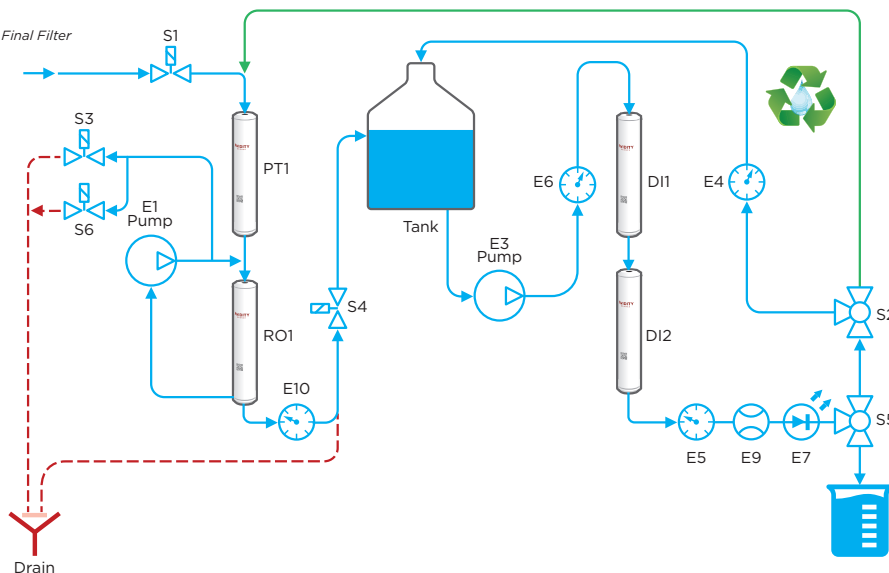 Final Filter
S1
S3
PT1
E6
DI1
E4
S6
E1
Pump
Tank
E3
Pump
S4
S2
RO1
DI2
E10
S5
E5
E9
E7
Drain